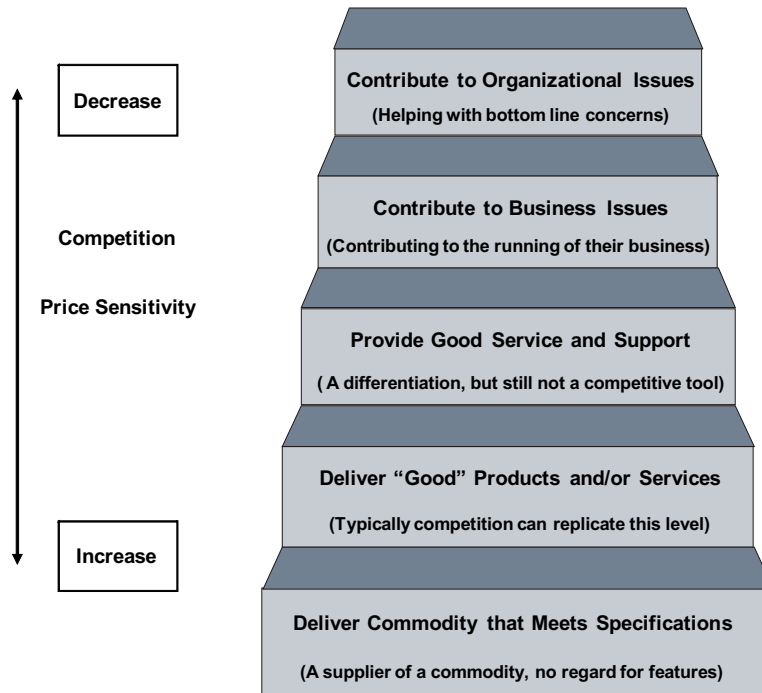 Decrease
Competition
Price Sensitivity
Increase
Contribute to Organizational Issues
(Helping with bottom line concerns)
Contribute to Business Issues
(Contributing to the running of their business)
Provide Good Service and Support
( A differentiation, but still not a competitive tool)
Deliver “Good” Products and/or Services
(Typically competition can replicate this level)
Deliver Commodity that Meets Specifications
(A supplier of a commodity, no regard for features)